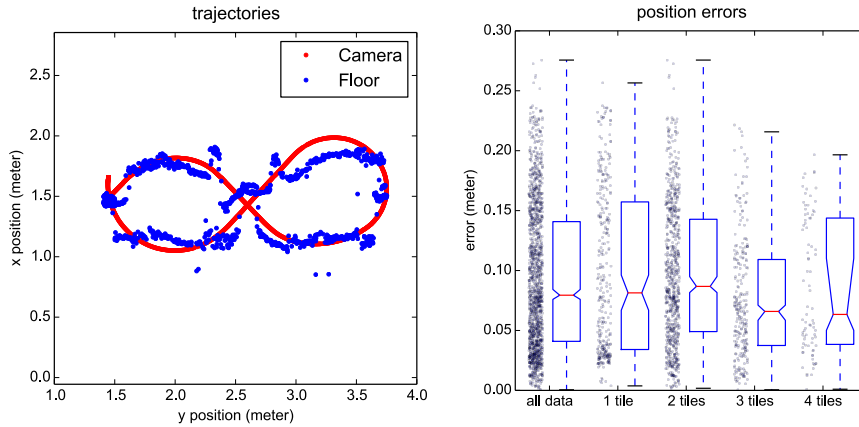 trajectories
Camera
Floor
2.5
2.0
1.5
1.0
0.5
0.0
x position (meter)
1.0 1.5 2.0 2.5 3.0 3.5 4.0
y position (meter)
position errors
0.30
0.25
0.20
0.15
0.10
0.05
0.00
error (meter)
all data 1 tile 2 tiles 3 tiles 4 tiles